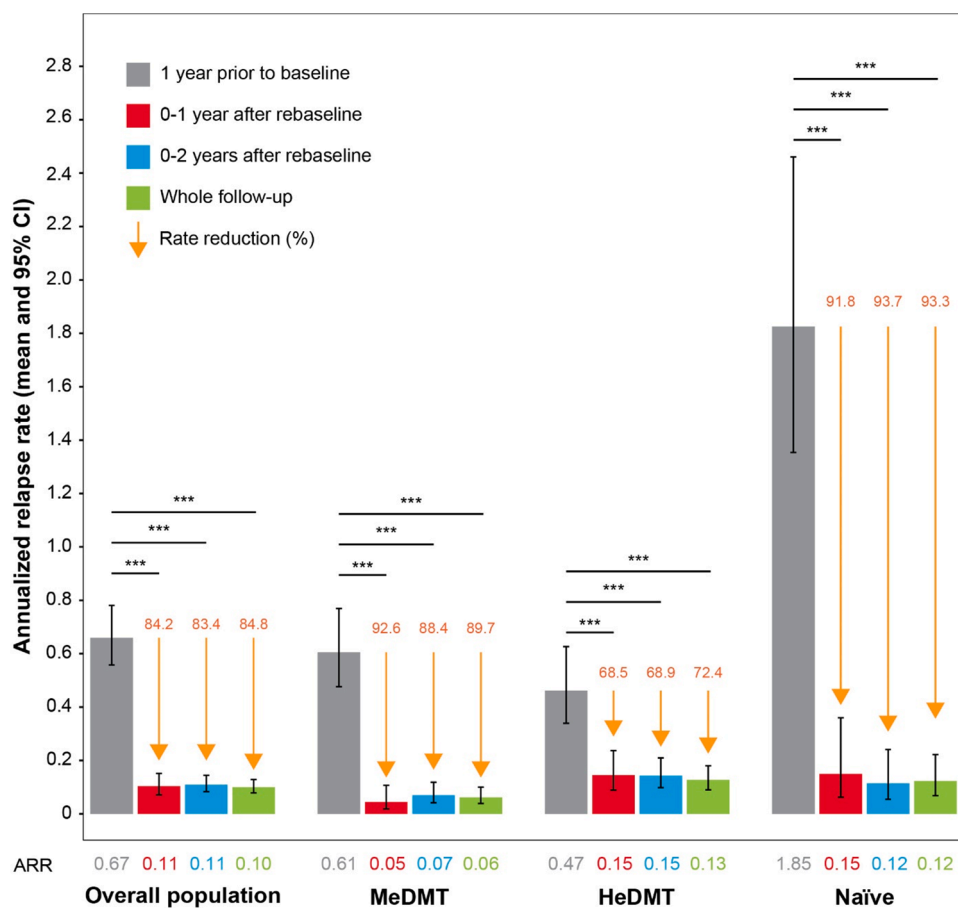 Annualized relapse rate (mean and 95% CI)
2.8
2.6
2.4
2.2
2.0
1.8
1.6
1.4
1.2
1.0
0.8
0.6
0.4
0.2
0
1 year prior to baseline
0-1 year after rebaseline
0-2 years after rebaseline
Whole follow-up
Rate reduction (%)
***
***
***
84.2 83.4 84.8
***
***
***
92.6 88.4 89.7
***
***
***
68.5 68.9 72.4
***
***
***
91.8 93.7 93.3
ARR 0.67 0.11 0.11 0.10 0.61 0.05 0.07 0.06 0.47 0.15 0.15 0.13 1.85 0.15 0.12 0.12
Overall population MeDMT HeDMT Naïve